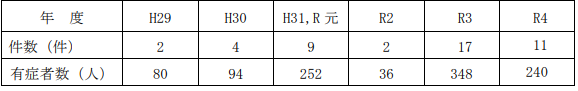 年 度 H29 H30 H31,R 元 R2 R3 R4
件数（件） 2 4 9 2 17 11
有症者数（人） 80 94 252 36 348 240